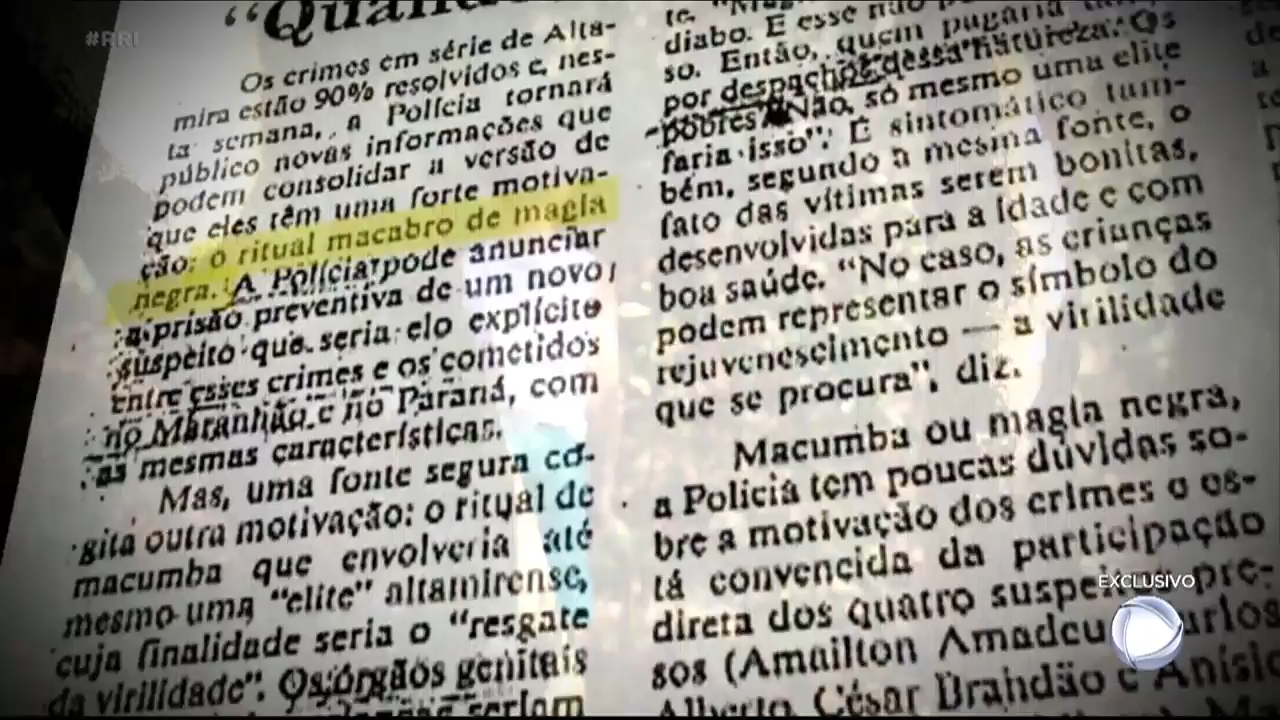 #RRI
“Quan
Os crimes em série de Alta-
mira estão 90% resolvidos e, nes-
ta semana, a Polícia tornará
público novas informações que
podem consolidar a versão de
que eles têm uma forte motiva-
ção: o ritual macabro de magia
negra. A Polícia pode anunciar
a prisão preventiva de um novo
suspeito que seria elo explícito
entre esses crimes e os cometidos
no Maranhão e no Paraná, com
as mesmas características.
Mas, uma fonte segura co-
gita outra motivação: o ritual de
macumba que envolveria até
mesmo uma “elite” altamirense,
cuja finalidade seria o “resgate
da virilidade”. Os órgãos genitais
seriam
te.
diabo. E esse não
so. Então, quem pagaria
por despachos dessa natureza? Os
pobres? Não, só mesmo uma elite
faria isso”. É sintomático tam-
bém, segundo a mesma fonte, o
fato das vítimas serem bonitas,
desenvolvidas para a idade e com
boa saúde. “No caso, as crianças
podem representar o símbolo do
rejuvenescimento — a virilidade
que se procura”, diz.
Macumba ou magia negra,
a Polícia tem poucas dúvidas so-
bre a motivação dos crimes e es-
tá convencida da participação
direta dos quatro suspeitos pre-
sos (Amailton Amadeu
Alberto, César Brandão e Anísio
EXCLUSIVO